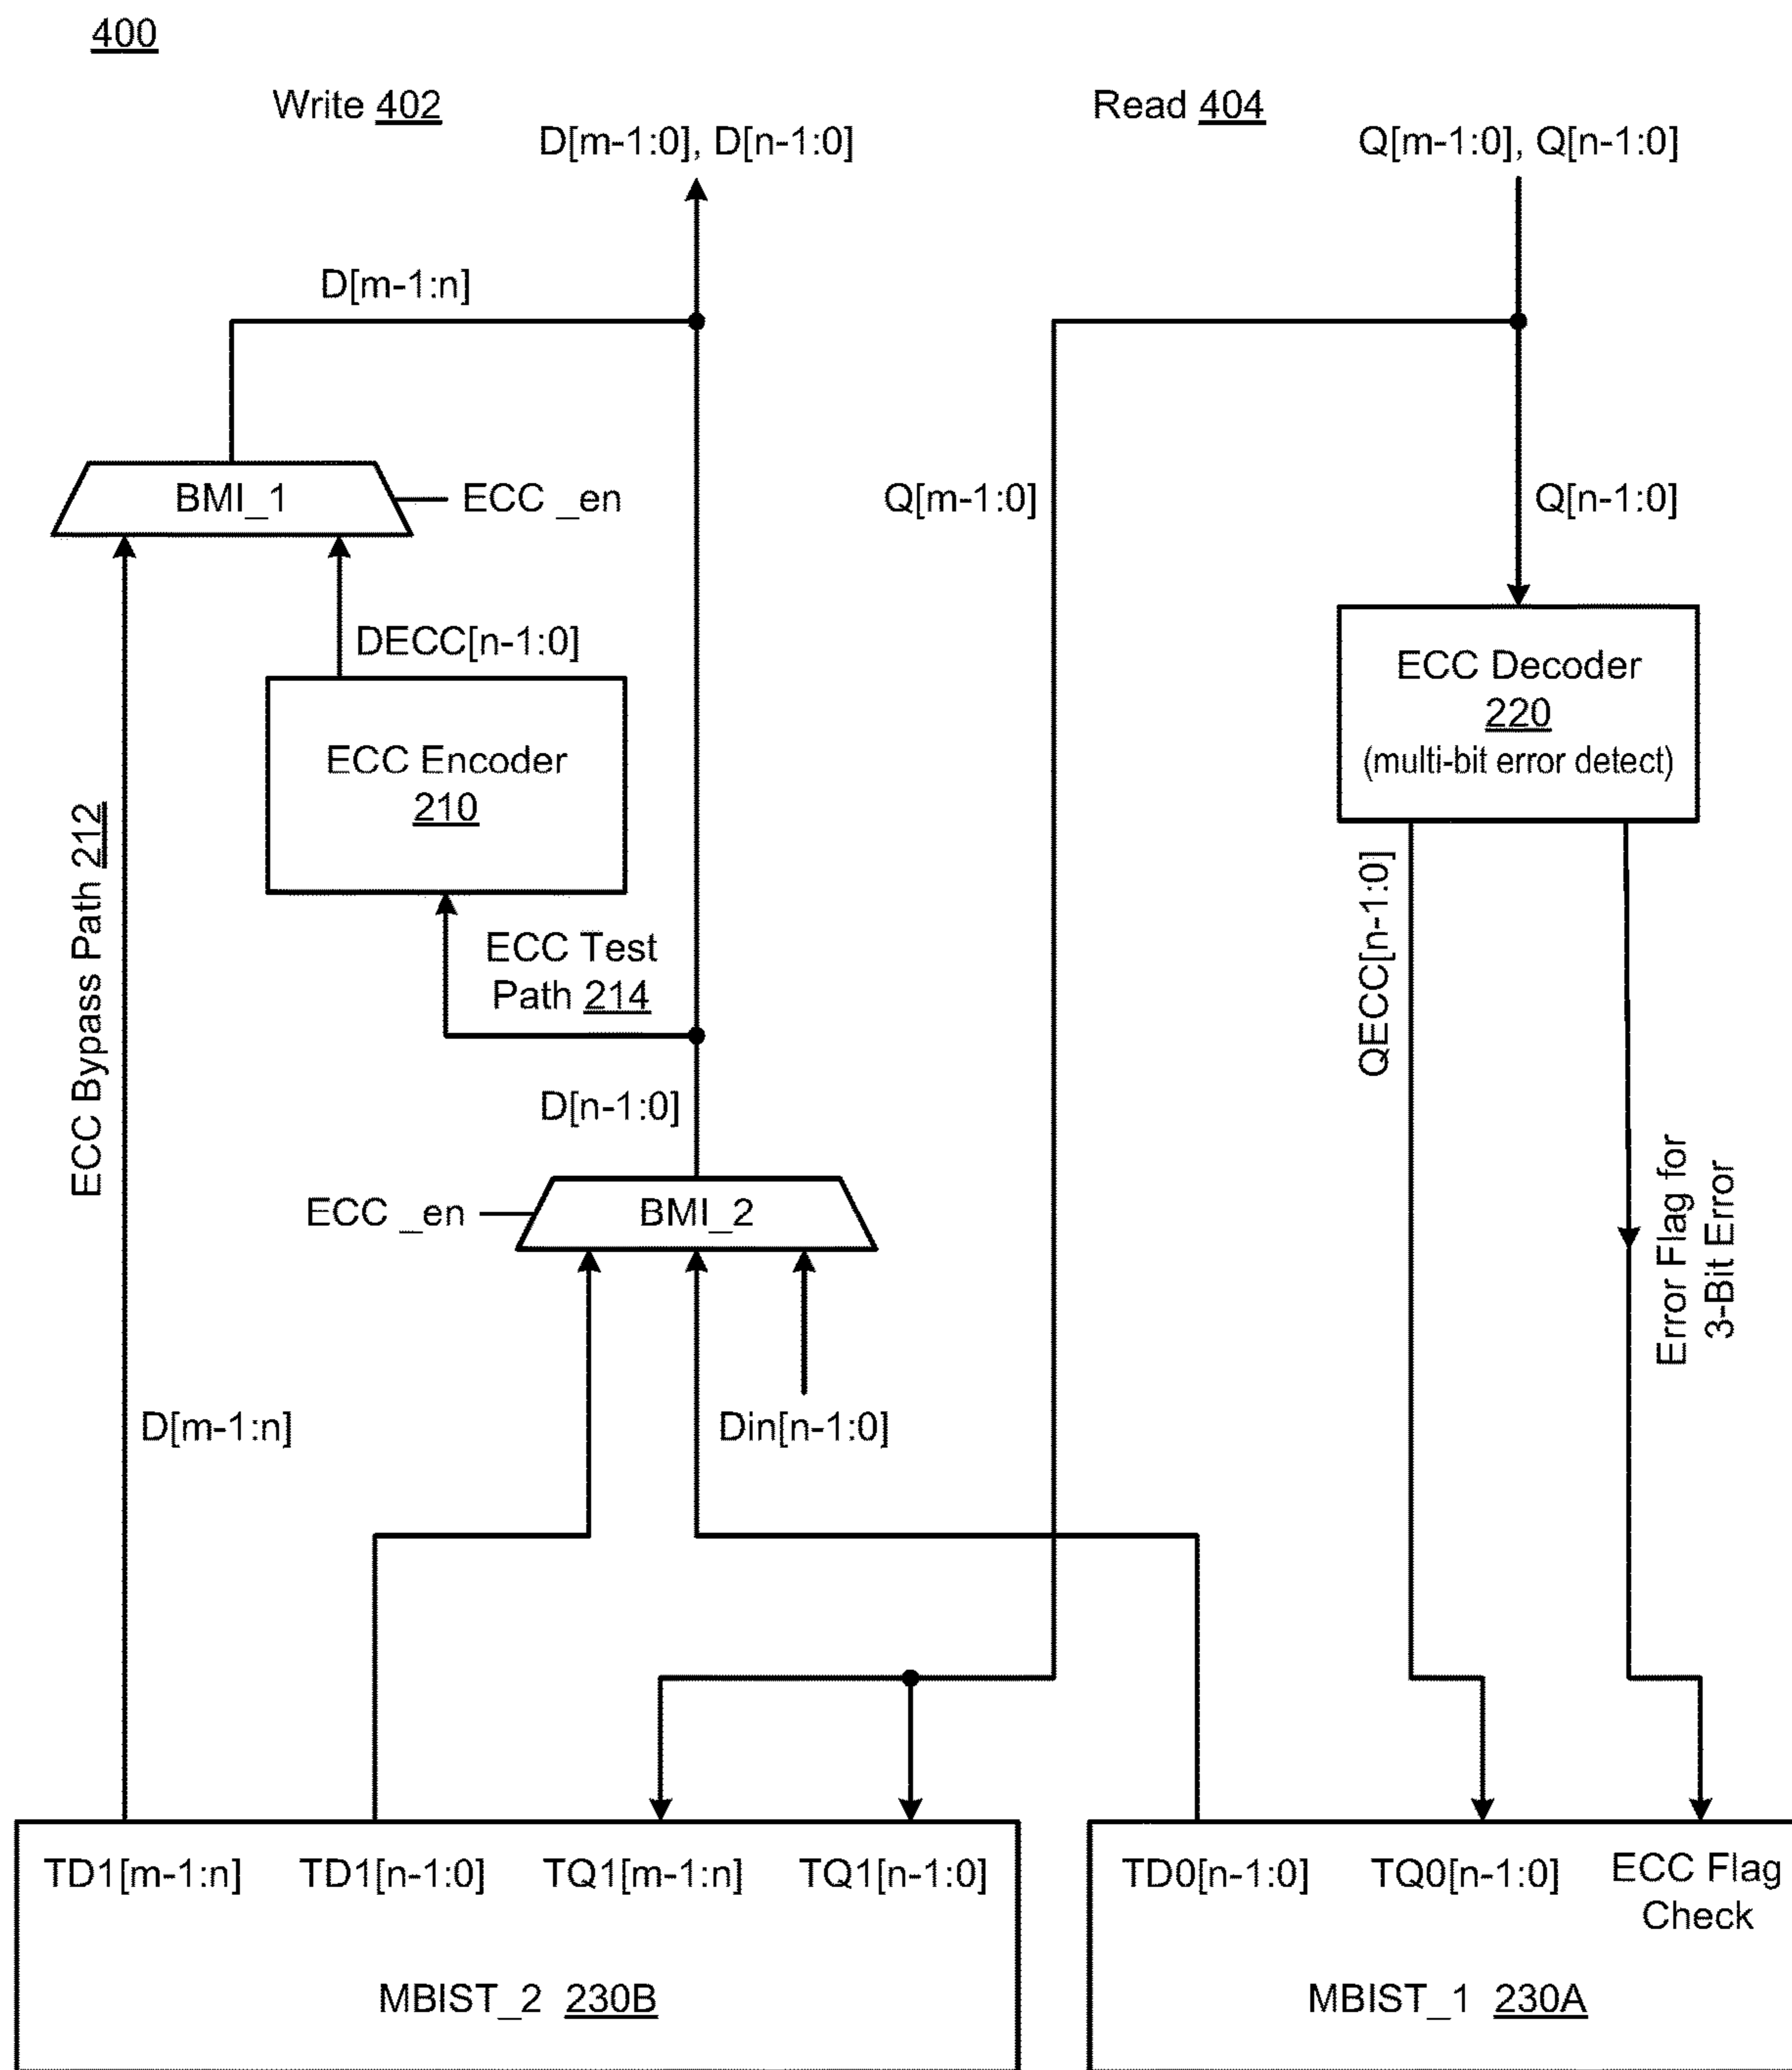 400
Write 402
Read 404
D[m-1:0], D[n-1:0]
Q[m-1:0], Q[n-1:0]
D[m-1:n]
BMI_1
ECC _en
Q[m-1:0]
Q[n-1:0]
DECC[n-1:0]
ECC Decoder
220
(multi-bit error detect)
ECC Encoder
210
ECC Bypass Path 212
ECC Test
Path 214
QECC[n-1:0]
D[n-1:0]
ECC _en
BMI_2
Error Flag for
3-Bit Error
D[m-1:n]
Din[n-1:0]
TD1[m-1:n]
TD1[n-1:0]
TQ1[m-1:n]
TQ1[n-1:0]
TD0[n-1:0]
TQ0[n-1:0]
ECC Flag
Check
MBIST_2 230B
MBIST_1 230A